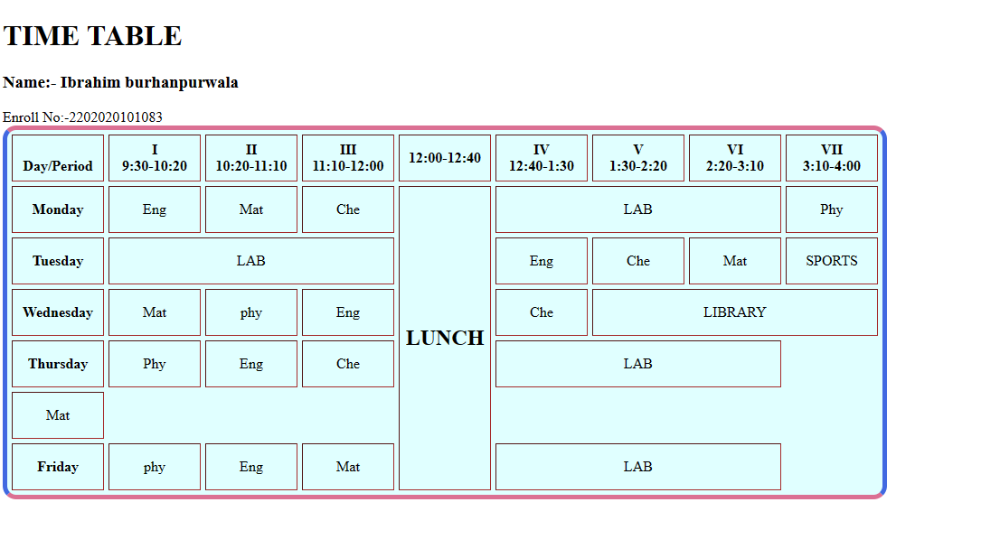 TIME TABLE
Name:- Ibrahim burhanpurwala
Enroll No:-2202020101083
Day/Period I 9:30-10:20 II 10:20-11:10 III 11:10-12:00 12:00-12:40 IV 12:40-1:30 V 1:30-2:20 VI 2:20-3:10 VII 3:10-4:00
Monday Eng Mat Che LAB Phy
Tuesday LAB Eng Che Mat SPORTS
Wednesday Mat phy Eng Che LIBRARY
LUNCH
Thursday Phy Eng Che LAB
Mat
Friday phy Eng Mat LAB